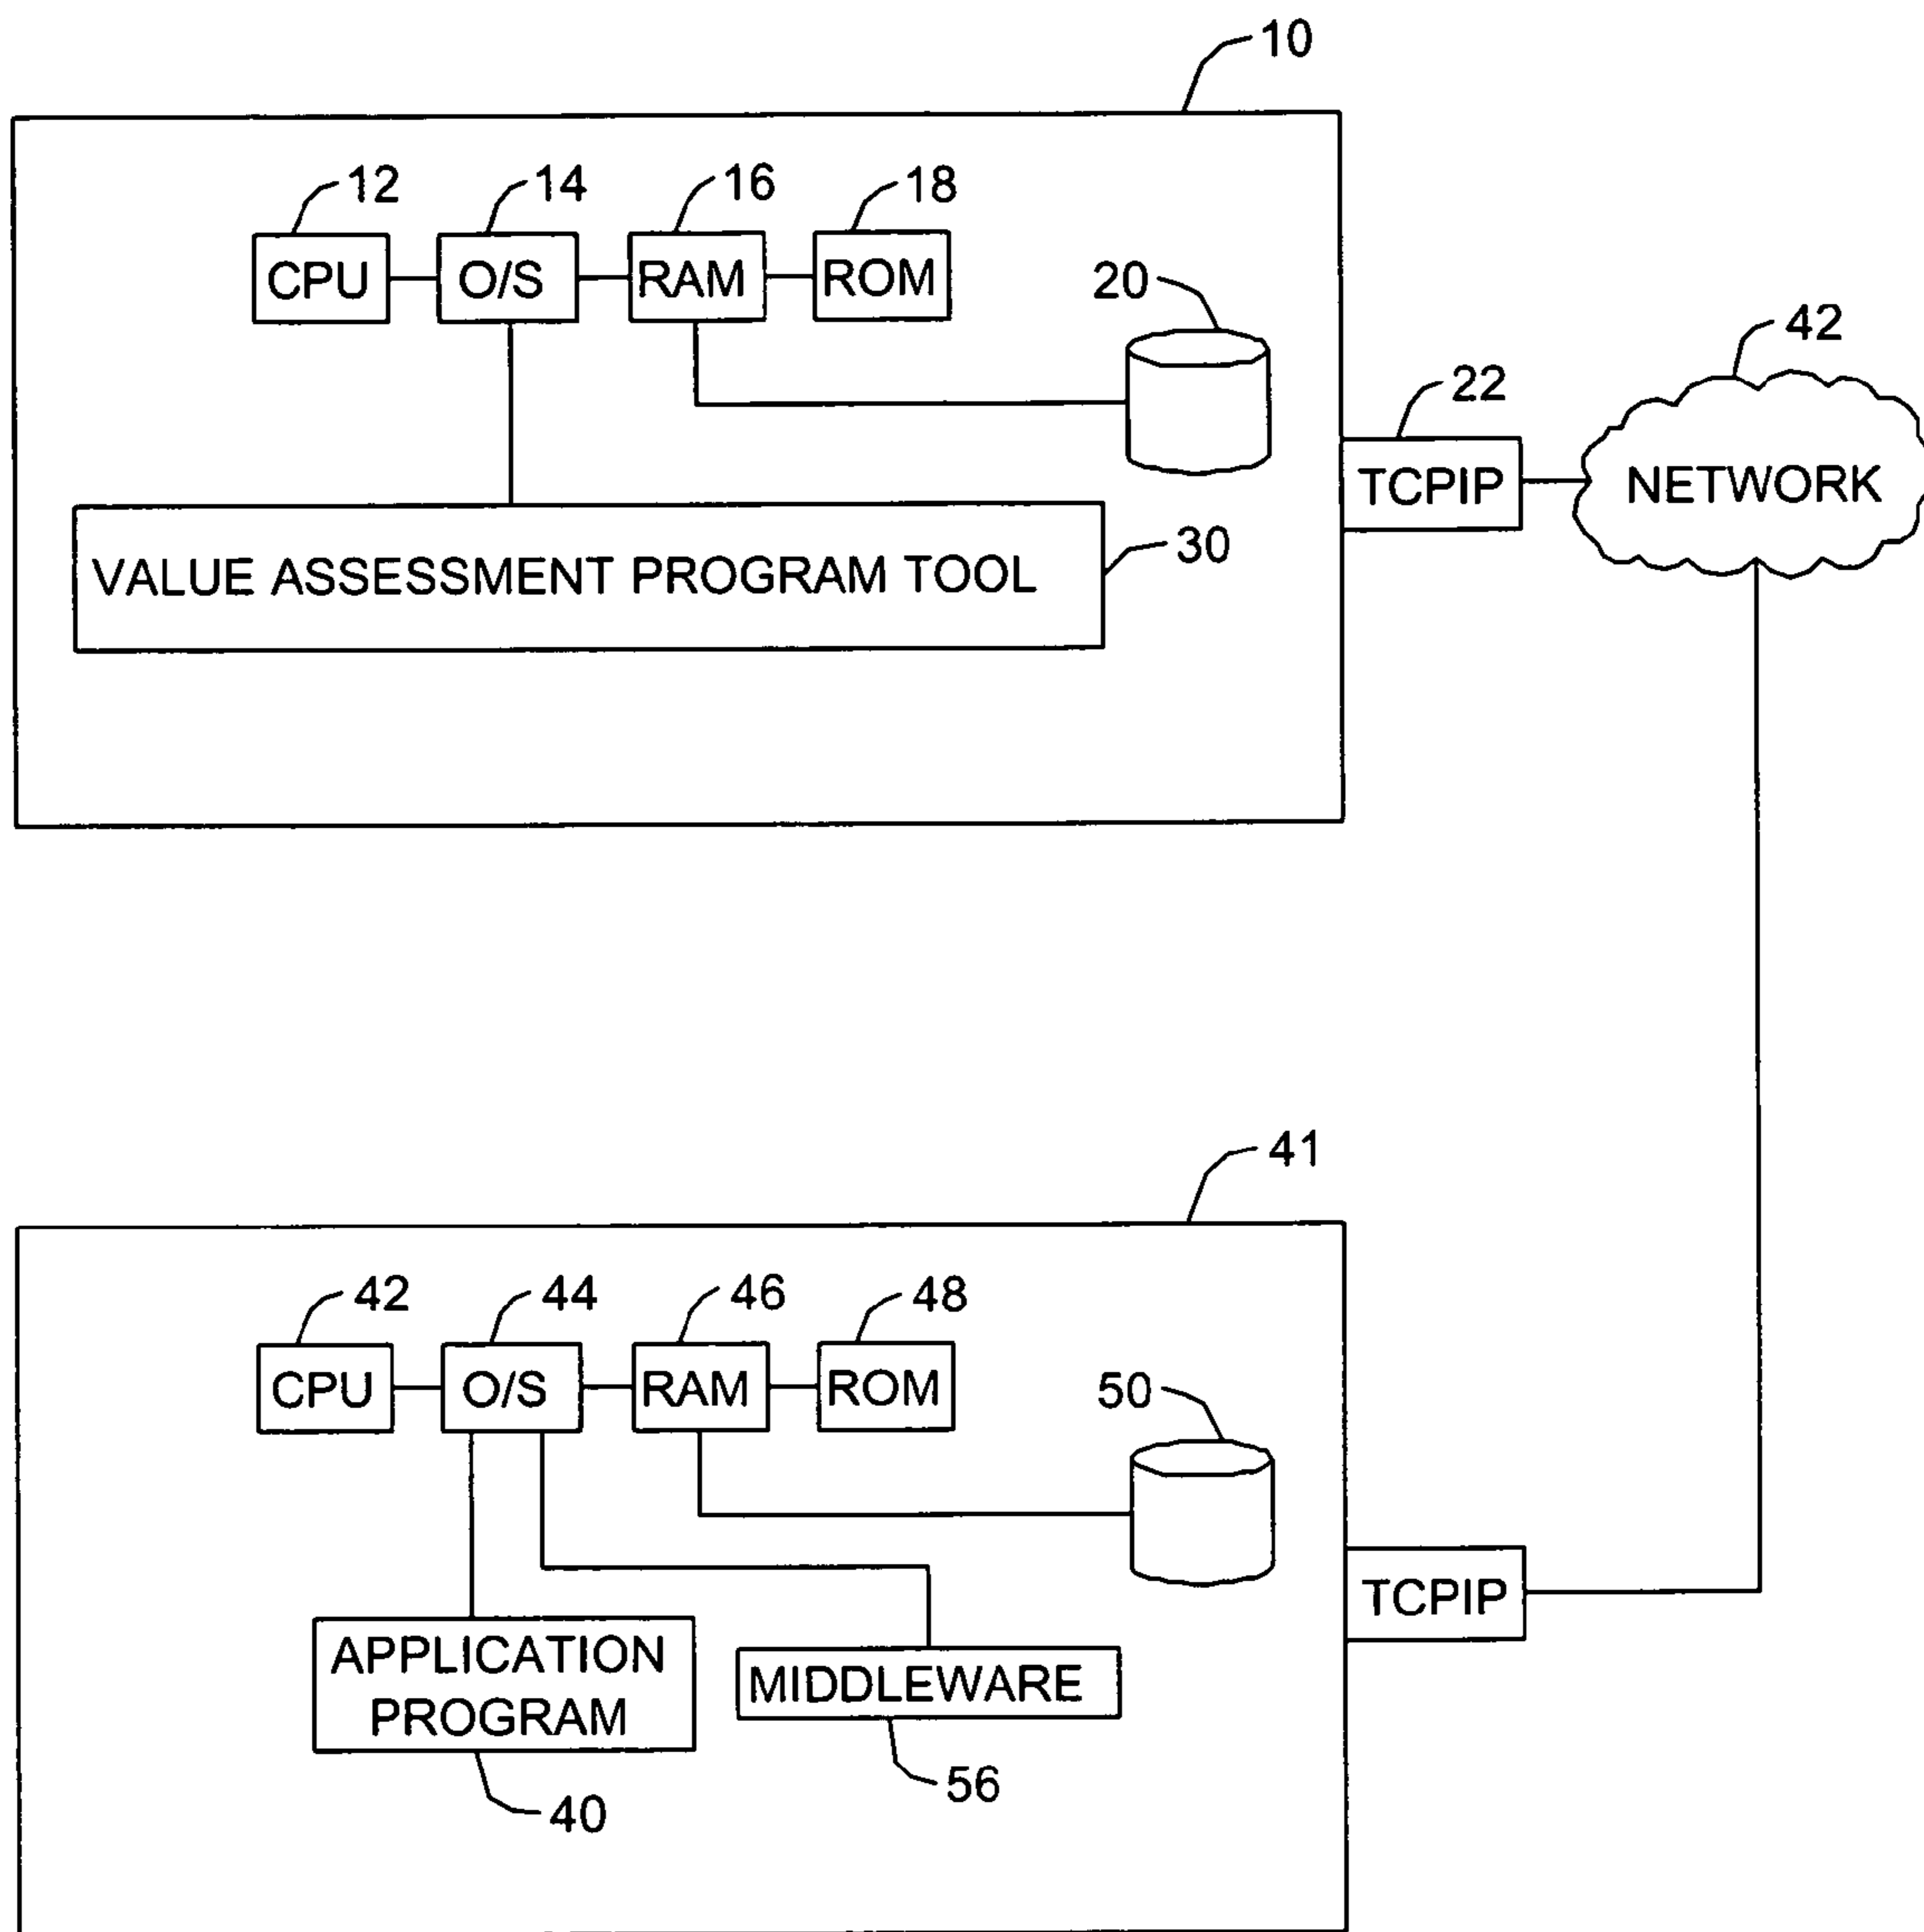 10
12
14
16
18
CPU
O/S
RAM
ROM
20
42
22
TCPIP
NETWORK
VALUE ASSESSMENT PROGRAM TOOL
30
41
42
44
46
48
CPU
O/S
RAM
ROM
50
TCPIP
APPLICATION
PROGRAM
MIDDLEWARE
56
40